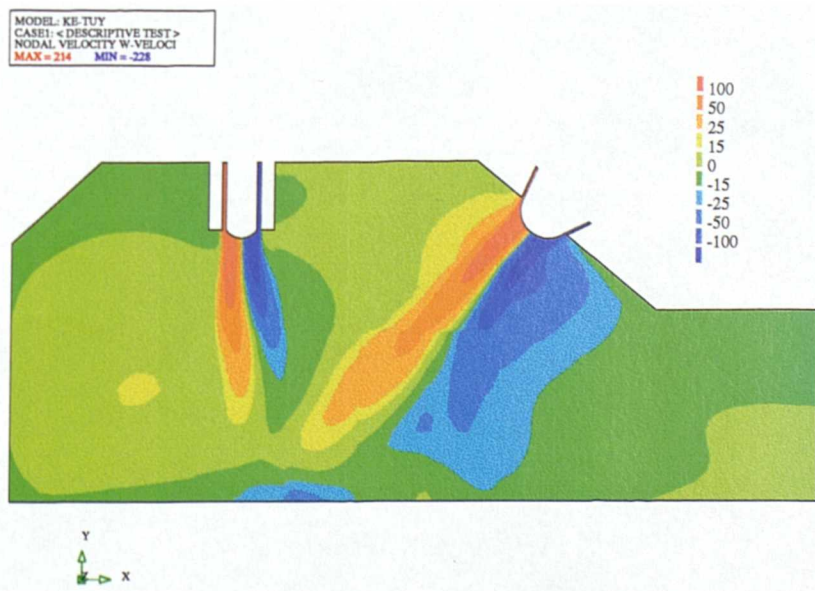 MODEL: KE-TUY
CASE1: < DESCRIPTIVE TEST >
NODAL VELOCITY W-VELOCI
MAX = 214 MIN = -228
100
50
25
15
0
-15
-25
-50
-100
Y
X